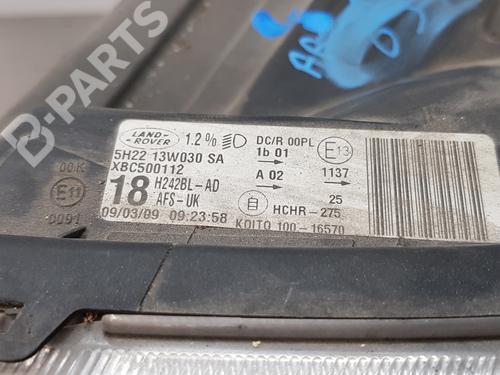 B-PARTS
LAND-
ROVER
1.2%
DC/R 00PL
E13
5H22 13W030 SA
1b 01
XBC500112
A 02
1137
00K
E11
0091
18
H242BL-AD
AFS-UK
25
HCHR-275
09/03/09 09:23:58
KOITO 100-16570